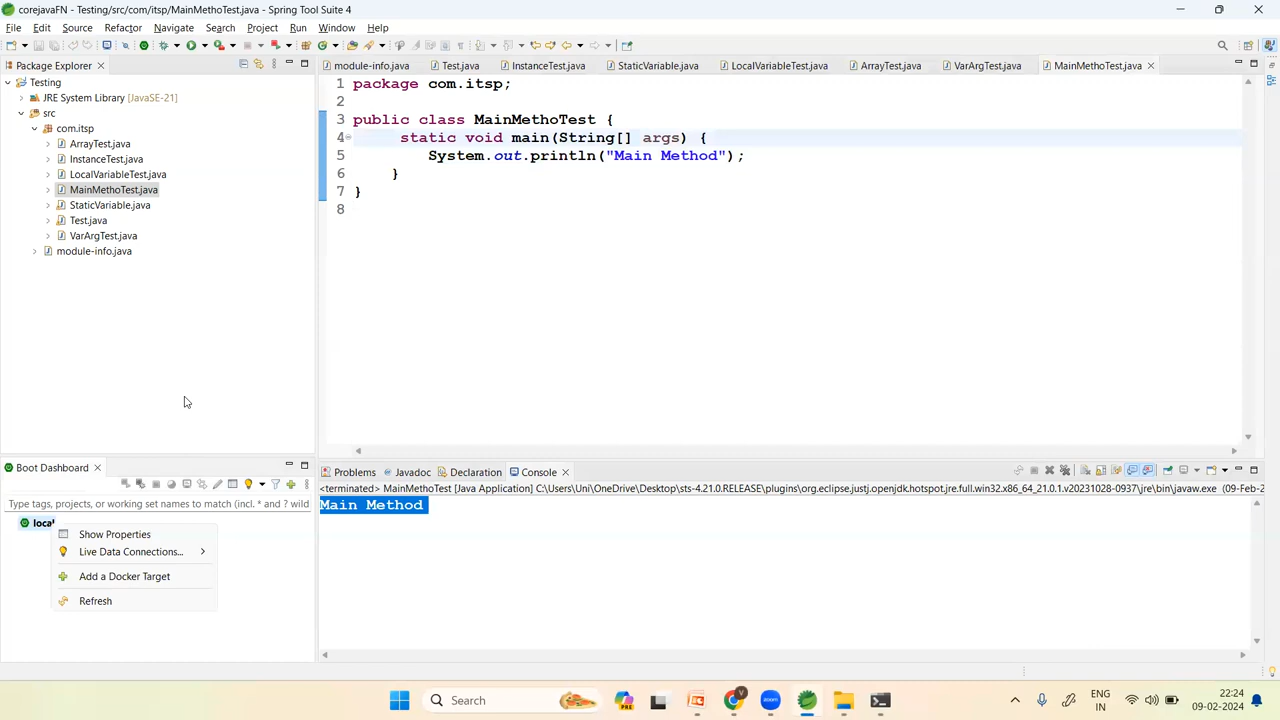 corejavaFN - Testing/src/com/itsp/MainMethoTest.java - Spring Tool Suite 4
File Edit Source Refactor Navigate Search Project Run Window Help
Package Explorer
Testing
JRE System Library [JavaSE-21]
src
com.itsp
ArrayTest.java
InstanceTest.java
LocalVariableTest.java
MainMethoTest.java
StaticVariable.java
Test.java
VarArgTest.java
module-info.java
module-info.java Test.java InstanceTest.java StaticVariable.java LocalVariableTest.java ArrayTest.java VarArgTest.java MainMethoTest.java
1 package com.itsp;
2
3 public class MainMethoTest {
4 static void main(String[] args) {
5 System.out.println("Main Method");
6 }
7 }
8
Boot Dashboard
Type tags, projects, or working set names to match (incl. * and ? wild
local
Show Properties
Live Data Connections...
Add a Docker Target
Refresh
Problems Javadoc Declaration Console
<terminated> MainMethoTest [Java Application] C:\Users\Uni\OneDrive\Desktop\sts-4.21.0.RELEASE\plugins\org.eclipse.justj.openjdk.hotspot.jre.full.win32.x86_64_21.0.1.v20231028-0937\jre\bin\javaw.exe (09-Feb-2
Main Method
Search
PRE
V
zoom
ENG
IN
22:24
09-02-2024